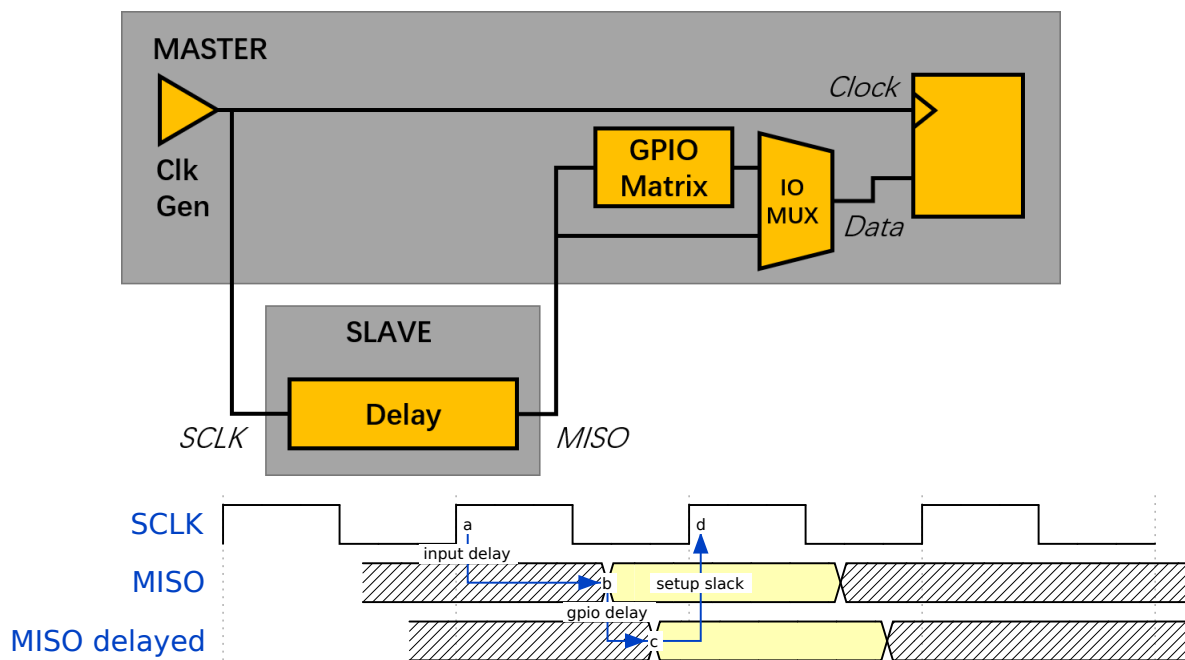 MASTER
Clk
Gen
Clock
GPIO
Matrix
IO
MUX
Data
SLAVE
Delay
SCLK
MISO
SCLK
a
d
input delay
MISO
b
setup slack
gpio delay
MISO delayed
c